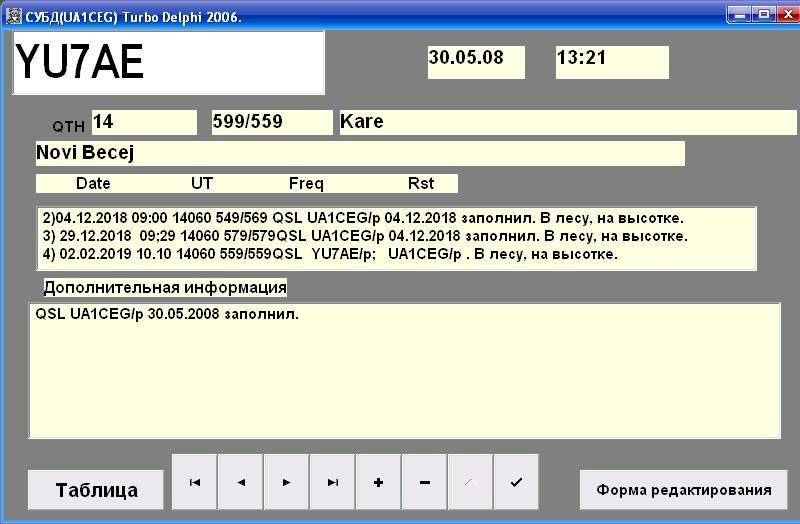 СУБД(UA1CEG) Turbo Delphi 2006.
YU7AE 30.05.08 13:21
QTH 14 599/559 Kare
Novi Becej
Date UT Freq Rst
2)04.12.2018 09:00 14060 549/569 QSL UA1CEG/p 04.12.2018 заполнил. В лесу, на высотке.
3) 29.12.2018 09;29 14060 579/579QSL UA1CEG/p 04.12.2018 заполнил. В лесу, на высотке.
4) 02.02.2019 10.10 14060 559/559QSL YU7AE/p; UA1CEG/p . В лесу, на высотке.
Дополнительная информация
QSL UA1CEG/p 30.05.2008 заполнил.
Таблица Форма редактирования